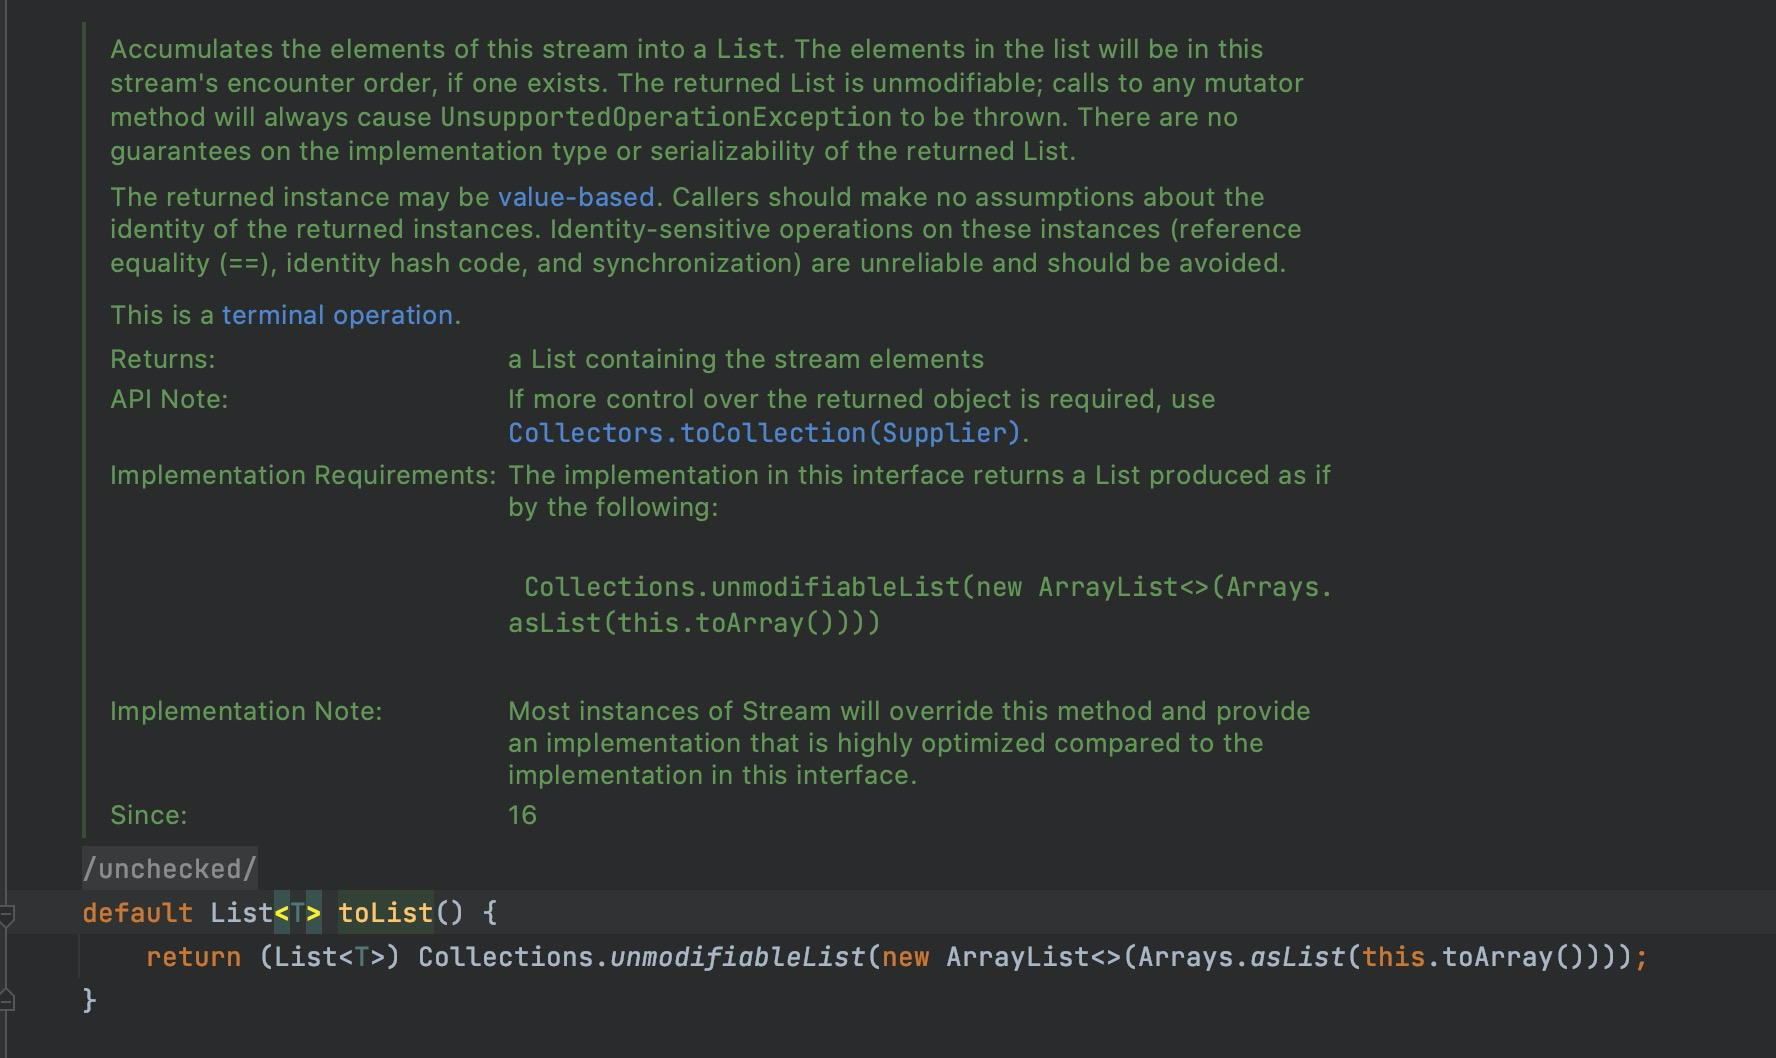 Accumulates the elements of this stream into a List. The elements in the list will be in this
stream's encounter order, if one exists. The returned List is unmodifiable; calls to any mutator
method will always cause UnsupportedOperationException to be thrown. There are no
guarantees on the implementation type or serializability of the returned List.
The returned instance may be value-based. Callers should make no assumptions about the
identity of the returned instances. Identity-sensitive operations on these instances (reference
equality (==), identity hash code, and synchronization) are unreliable and should be avoided.
This is a terminal operation.
Returns: a List containing the stream elements
API Note: If more control over the returned object is required, use
Collectors.toCollection(Supplier).
Implementation Requirements: The implementation in this interface returns a List produced as if
by the following:
Collections.unmodifiableList(new ArrayList<>(Arrays.
asList(this.toArray())))
Implementation Note: Most instances of Stream will override this method and provide
an implementation that is highly optimized compared to the
implementation in this interface.
Since: 16
/unchecked/
default List<T> toList() {
return (List<T>) Collections.unmodifiableList(new ArrayList<>(Arrays.asList(this.toArray())));
}